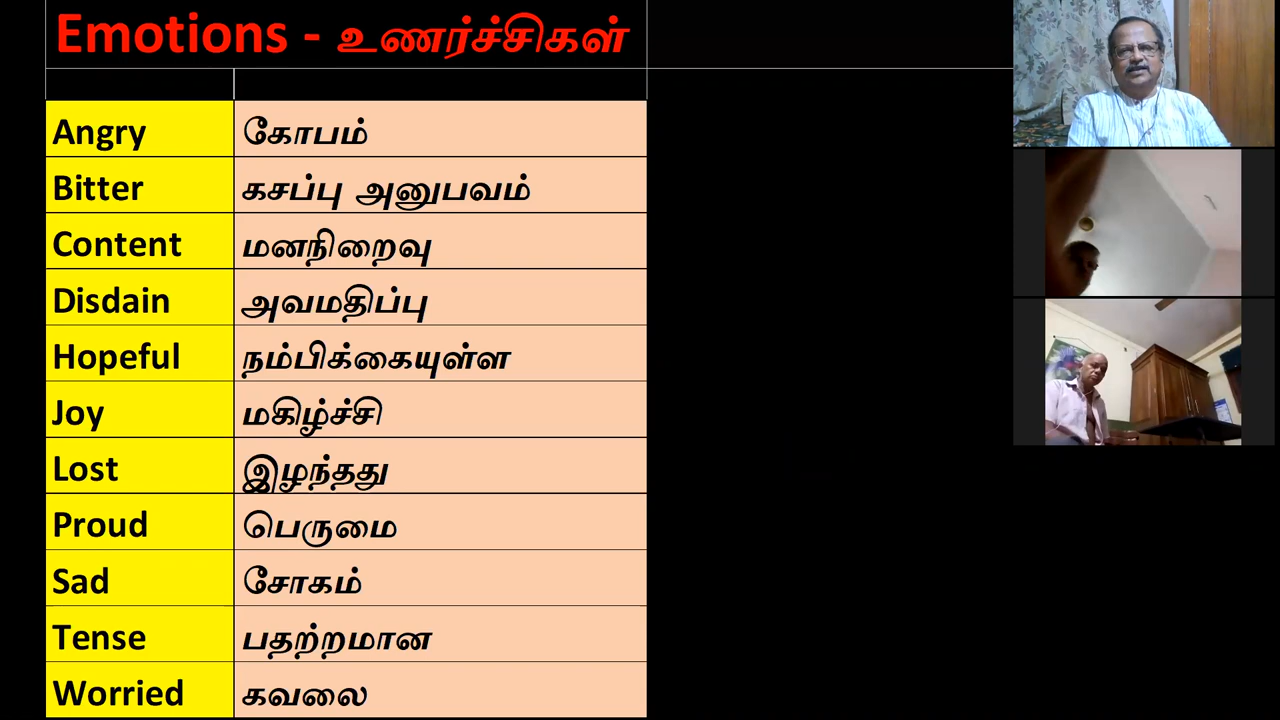 Emotions - உணர்ச்சிகள்
Angry கோபம்
Bitter கசப்பு அனுபவம்
Content மனநிறைவு
Disdain அவமதிப்பு
Hopeful நம்பிக்கையுள்ள
Joy மகிழ்ச்சி
Lost இழந்தது
Proud பெருமை
Sad சோகம்
Tense பதற்றமான
Worried கவலை